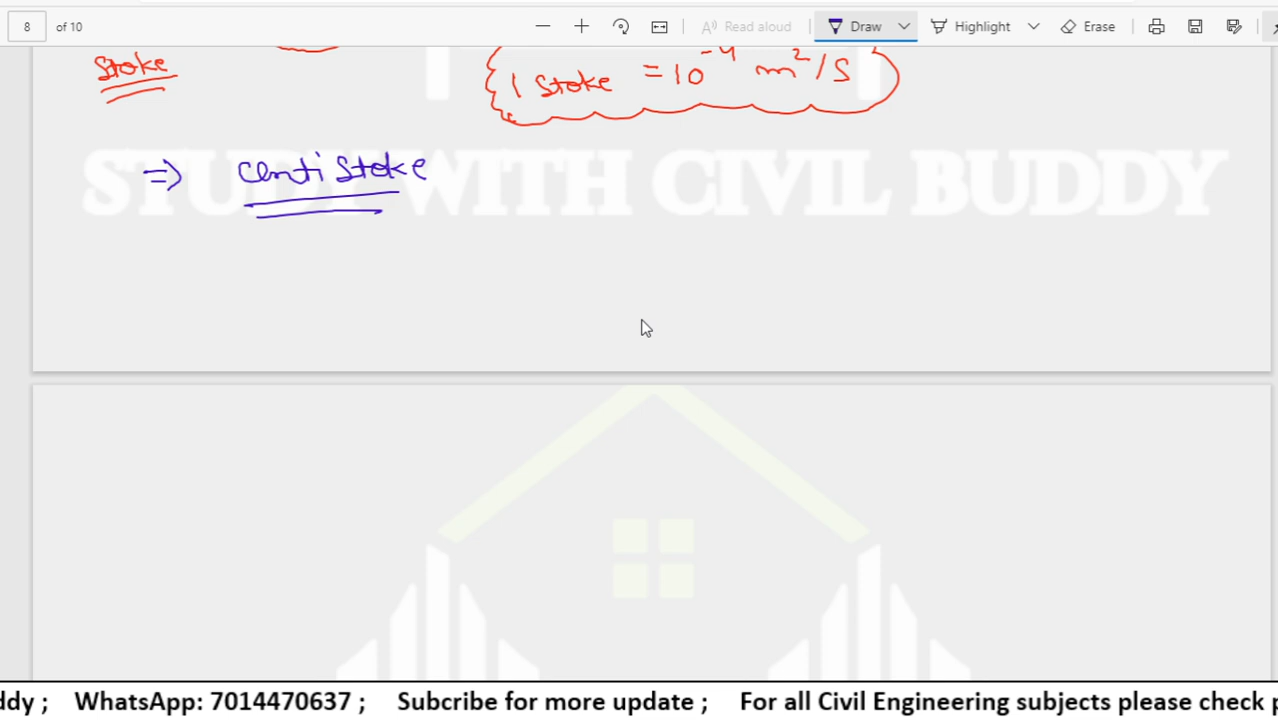 8 of 10 Read aloud Draw Highlight Erase
Stoke
1 Stoke = 10⁻⁴ m²/S
=> centi stoke
STUDY WITH CIVIL BUDDY
ddy ; WhatsApp: 7014470637 ; Subcribe for more update ; For all Civil Engineering subjects please check p